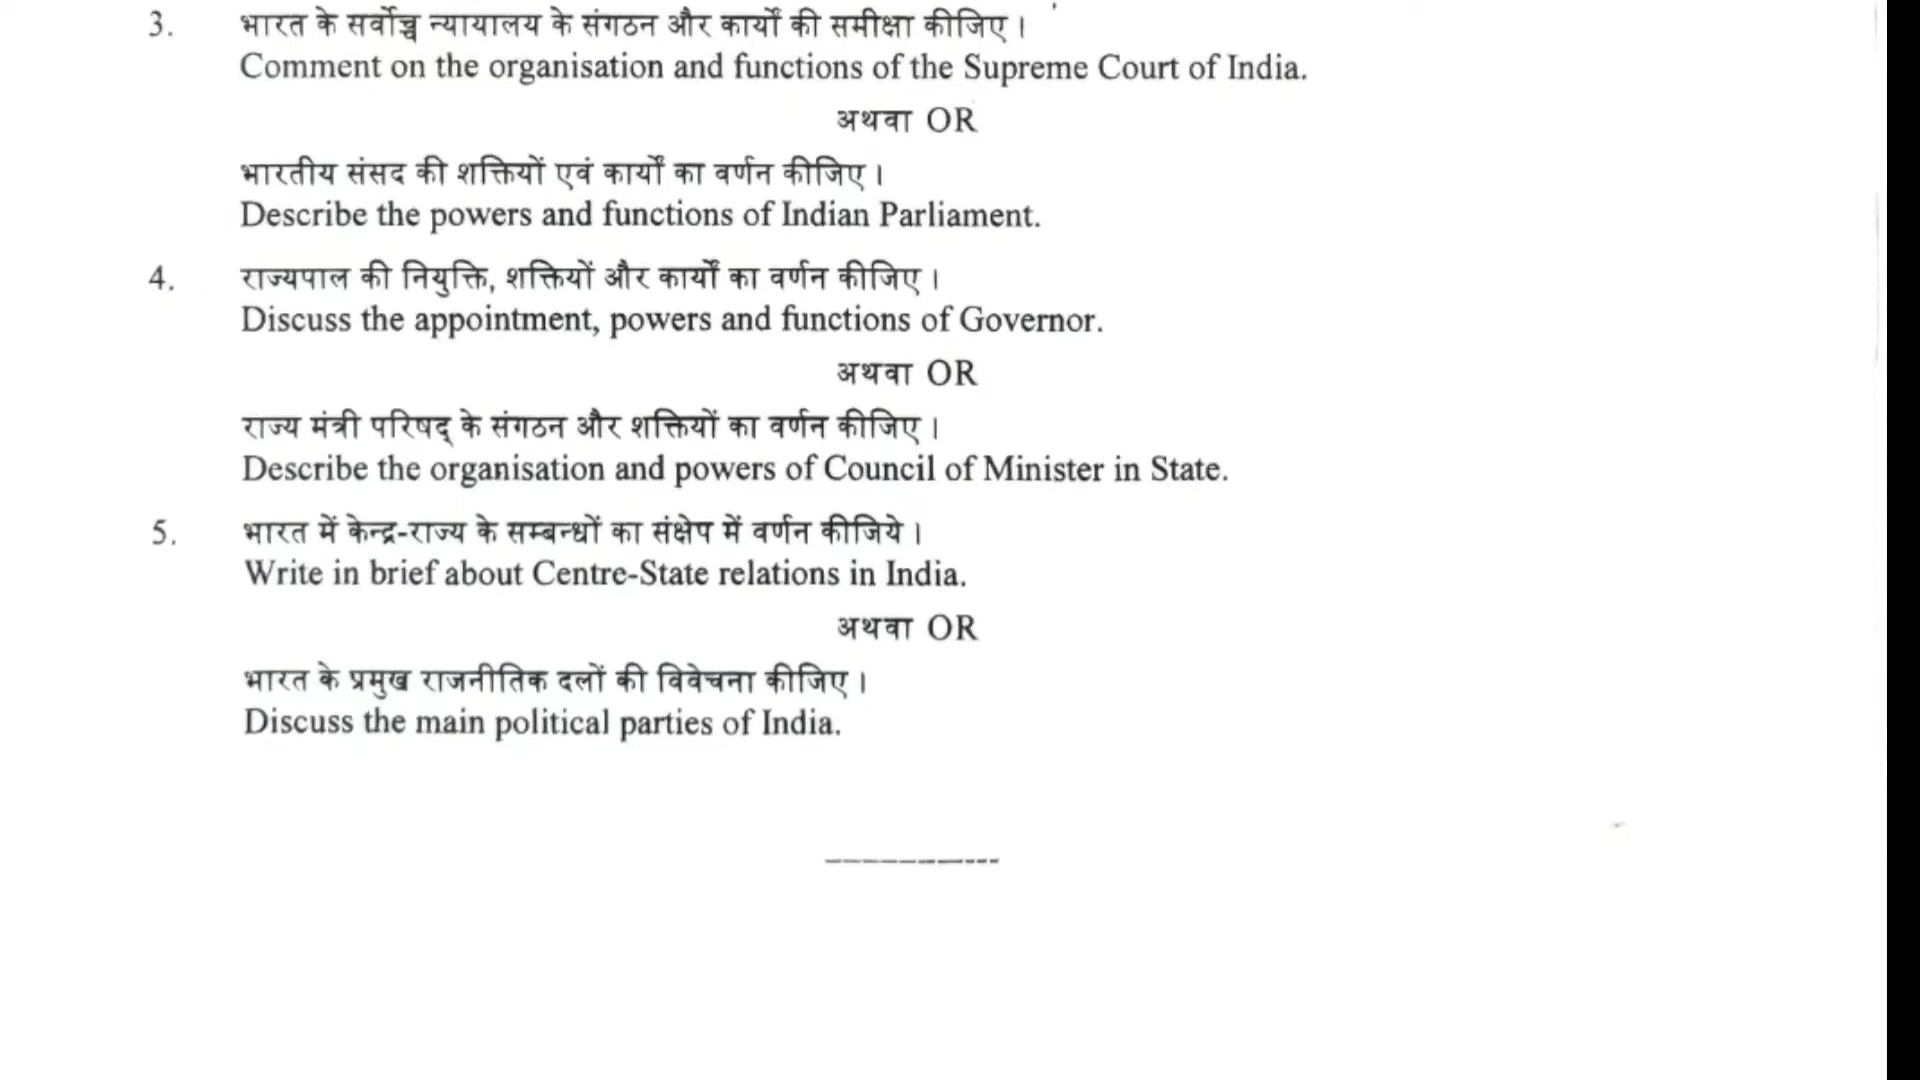 3. भारत के सर्वोच्च न्यायालय के संगठन और कार्यों की समीक्षा कीजिए।
Comment on the organisation and functions of the Supreme Court of India.
अथवा OR
भारतीय संसद की शक्तियों एवं कार्यों का वर्णन कीजिए।
Describe the powers and functions of Indian Parliament.
4. राज्यपाल की नियुक्ति, शक्तियों और कार्यों का वर्णन कीजिए।
Discuss the appointment, powers and functions of Governor.
अथवा OR
राज्य मंत्री परिषद् के संगठन और शक्तियों का वर्णन कीजिए।
Describe the organisation and powers of Council of Minister in State.
5. भारत में केन्द्र-राज्य के सम्बन्धों का संक्षेप में वर्णन कीजिये।
Write in brief about Centre-State relations in India.
अथवा OR
भारत के प्रमुख राजनीतिक दलों की विवेचना कीजिए।
Discuss the main political parties of India.